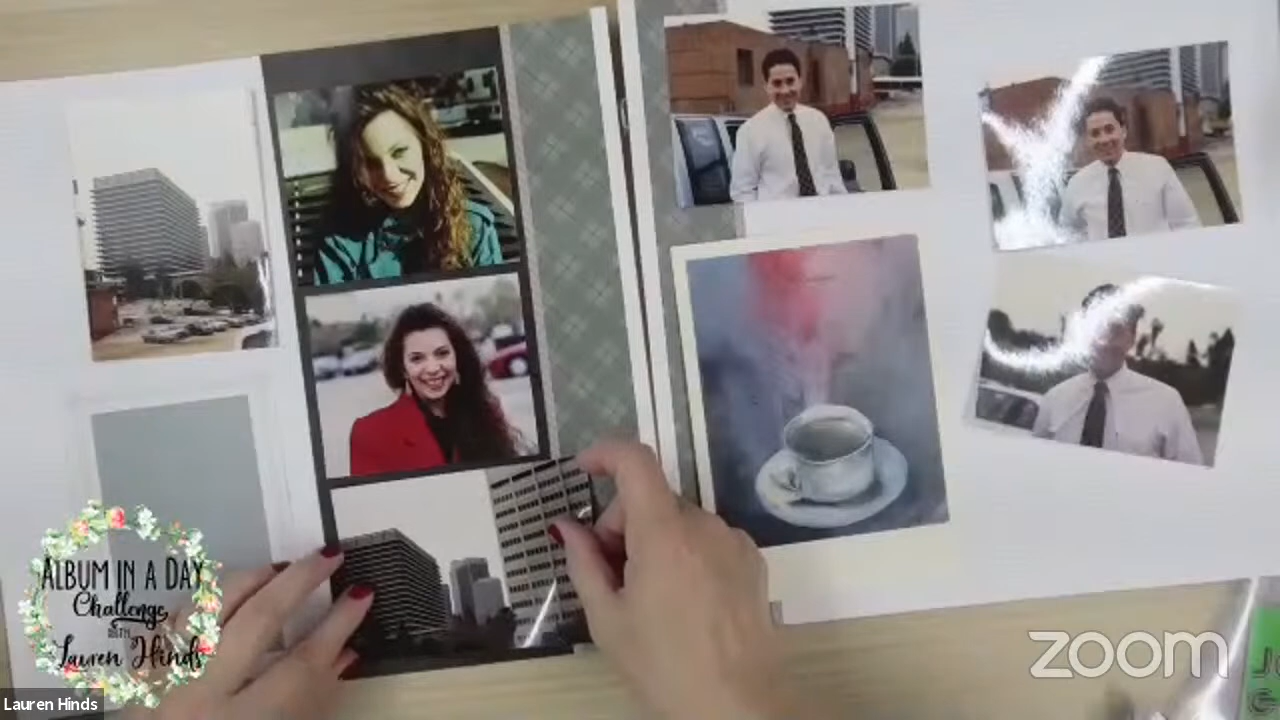 ALBUM IN A DAY
Challenge
WITH
Lauren Hinds
Lauren Hinds
zoom